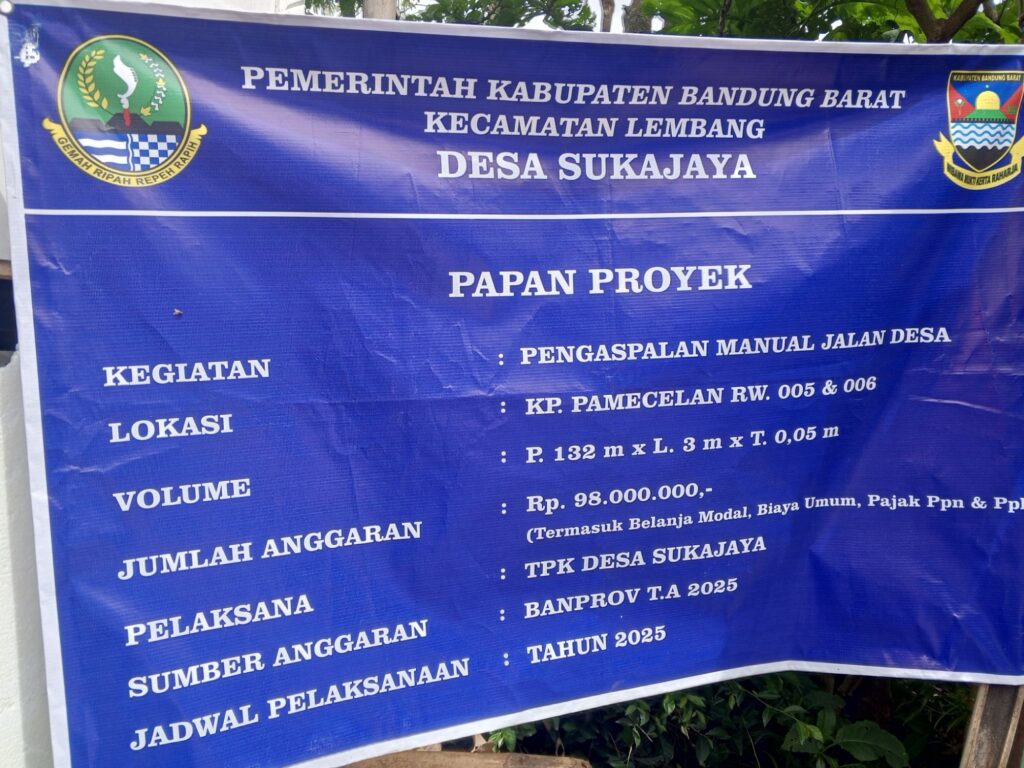 PEMERINTAH KABUPATEN BANDUNG BARAT
KECAMATAN LEMBANG
DESA SUKAJAYA
GEMAH RIPAH REPEH RAPIH
KABUPATEN BANDUNG BARAT
PAPAN PROYEK
KEGIATAN : PENGASPALAN MANUAL JALAN DESA
LOKASI : KP. PAMECELAN RW. 005 & 006
VOLUME : P. 132 m x L. 3 m x T. 0,05 m
JUMLAH ANGGARAN : Rp. 98.000.000,-
(Termasuk Belanja Modal, Biaya Umum, Pajak Ppn &
PELAKSANA : TPK DESA SUKAJAYA
SUMBER ANGGARAN : BANPROV T.A 2025
JADWAL PELAKSANAAN : TAHUN 2025